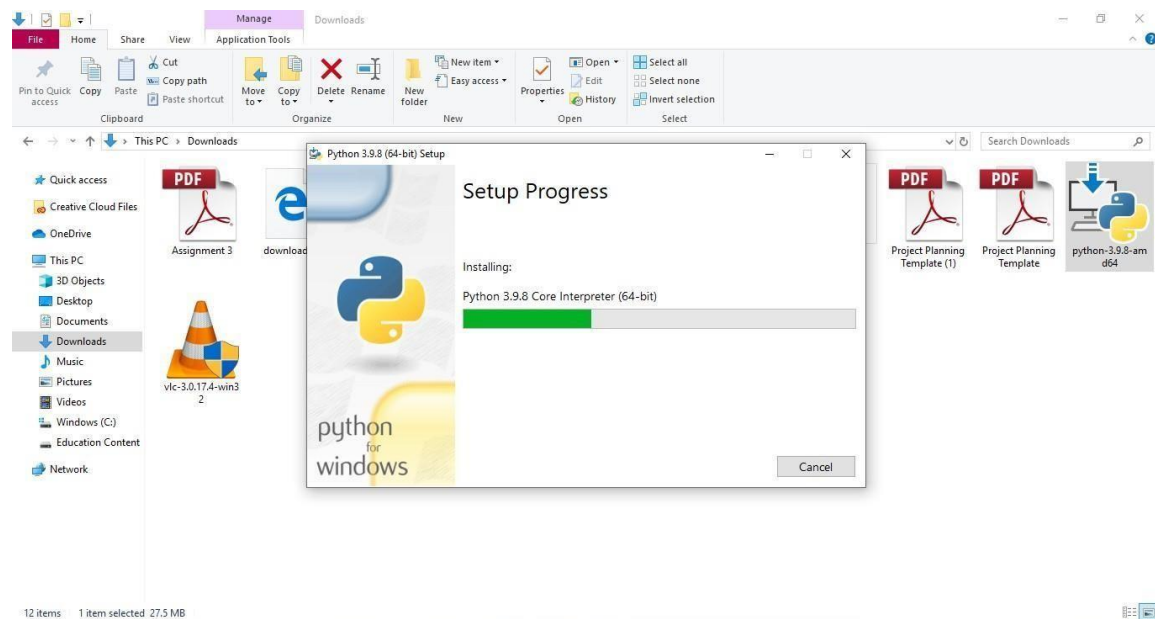 Manage
Downloads
File
Home
Share
View
Application Tools
Pin to Quick access
Copy
Paste
Cut
Copy path
Paste shortcut
Clipboard
Move to
Copy to
Delete
Rename
Organize
New folder
New item
Easy access
New
Properties
Open
Edit
History
Open
Select all
Select none
Invert selection
Select
This PC
Downloads
Search Downloads
Quick access
Creative Cloud Files
OneDrive
This PC
3D Objects
Desktop
Documents
Downloads
Music
Pictures
Videos
Windows (C:)
Education Content
Network
PDF
Assignment 3
download
vlc-3.0.17.4-win3
2
Python 3.9.8 (64-bit) Setup
Setup Progress
Installing:
Python 3.9.8 Core Interpreter (64-bit)
python
for
windows
Cancel
PDF
Project Planning
Template (1)
PDF
Project Planning
Template
python-3.9.8-am
d64
12 items
1 item selected 27.5 MB